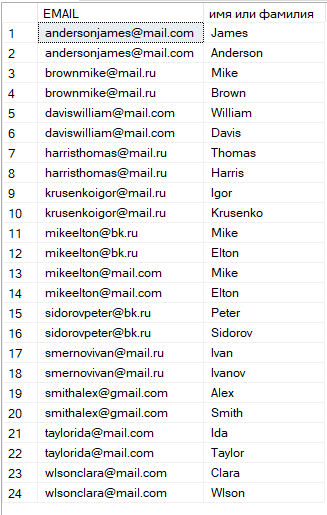 EMAIL имя или фамилия
1 andersonjames@mail.com James
2 andersonjames@mail.com Anderson
3 brownmike@mail.ru Mike
4 brownmike@mail.ru Brown
5 daviswilliam@mail.com William
6 daviswilliam@mail.com Davis
7 harristhomas@mail.ru Thomas
8 harristhomas@mail.ru Harris
9 krusenkoigor@mail.ru Igor
10 krusenkoigor@mail.ru Krusenko
11 mikeelton@bk.ru Mike
12 mikeelton@bk.ru Elton
13 mikeelton@mail.com Mike
14 mikeelton@mail.com Elton
15 sidorovpeter@bk.ru Peter
16 sidorovpeter@bk.ru Sidorov
17 smernovivan@mail.ru Ivan
18 smernovivan@mail.ru Ivanov
19 smithalex@gmail.com Alex
20 smithalex@gmail.com Smith
21 taylorida@mail.com Ida
22 taylorida@mail.com Taylor
23 wlsonclara@mail.com Clara
24 wlsonclara@mail.com Wlson